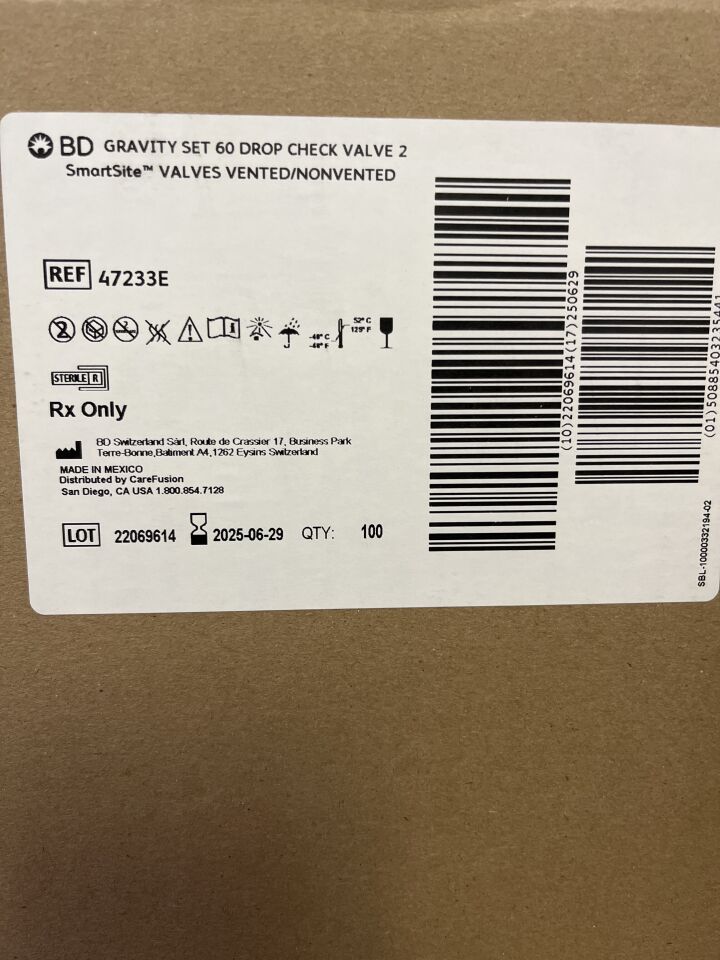 BD GRAVITY SET 60 DROP CHECK VALVE 2
SmartSite™ VALVES VENTED/NONVENTED
REF 47233E
2
52° C
125° F
STERILE R
Rx Only
BD Switzerland Sàrl, Route de Crassier 17, Business Park
Terre-Bonne,Batiment A4,1262 Eysins Switzerland
MADE IN MEXICO
Distributed by CareFusion
San Diego, CA USA 1.800.854.7128
LOT 22069614 2025-06-29 QTY: 100
(10)22069614(17)250629
SBL-10000332194-02